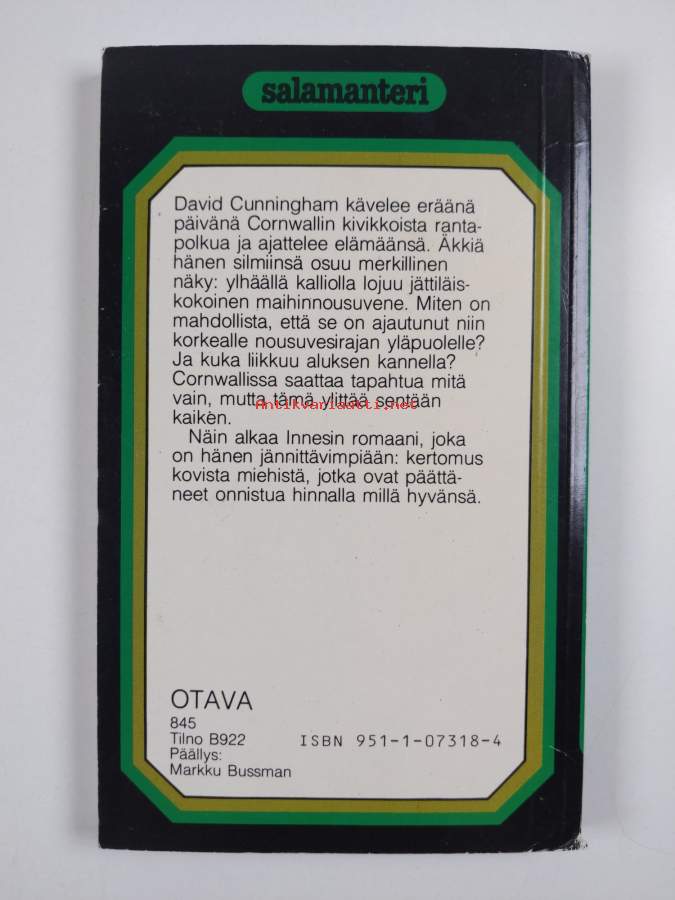 salamanteri
David Cunningham kävelee eräänä
päivänä Cornwallin kivikkoista ranta-
polkua ja ajattelee elämäänsä. Äkkiä
hänen silmiinsä osuu merkillinen
näky: ylhäällä kalliolla lojuu jättiläis-
kokoinen maihinnousuvene. Miten on
mahdollista, että se on ajautunut niin
korkealle nousuvesirajan yläpuolelle?
Ja kuka liikkuu aluksen kannella?
Cornwallissa saattaa tapahtua mitä
vain, mutta tämä ylittää sentään
Antikvariaatti.net
kaiken.
Näin alkaa Innesin romaani, joka
on hänen jännittävimpiään: kertomus
kovista miehistä, jotka ovat päättä-
neet onnistua hinnalla millä hyvänsä.
OTAVA
845
Tilno B922 ISBN 951-1-07318-4
Päällys:
Markku Bussman